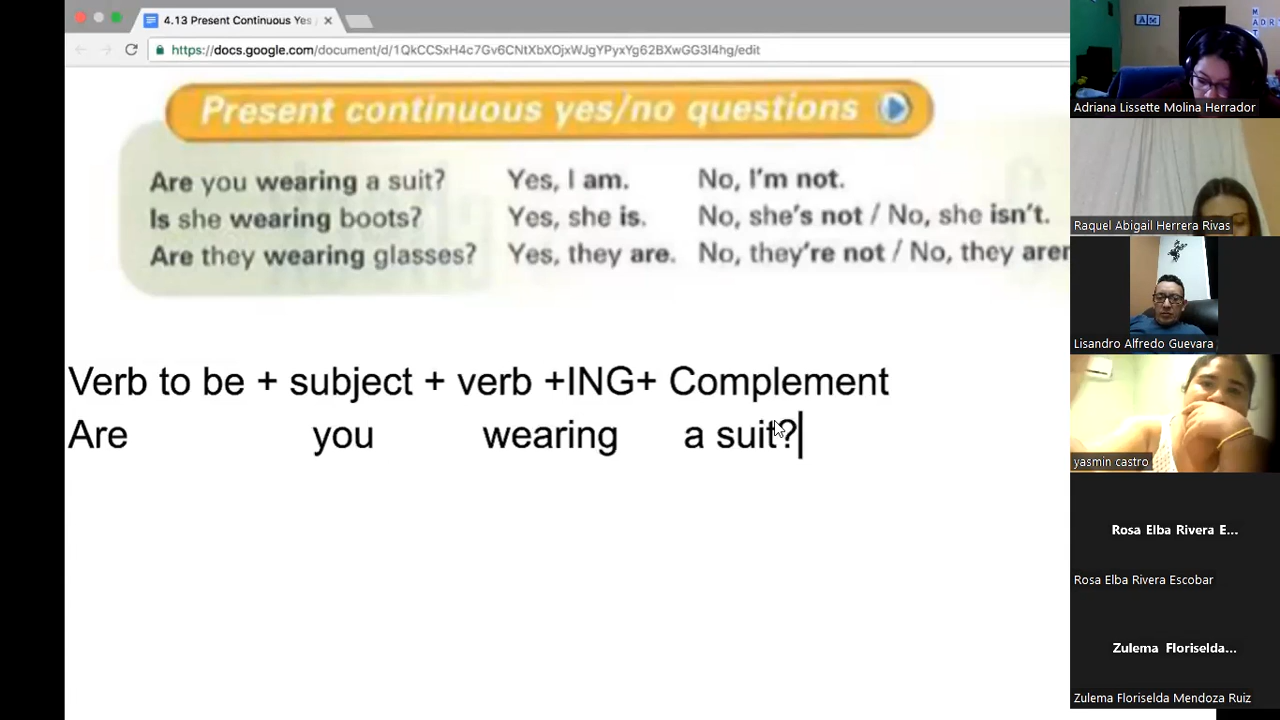 4.13 Present Continuous Yes
https://docs.google.com/document/d/1QkCCSxH4c7Gv6CNtXbXOjxWJgYPyxYg62BXwGG3I4hg/edit
Present continuous yes/no questions
Are you wearing a suit? Yes, I am. No, I'm not.
Is she wearing boots? Yes, she is. No, she's not / No, she isn't.
Are they wearing glasses? Yes, they are. No, they're not / No, they aren
Verb to be + subject + verb +ING+ Complement
Are you wearing a suit?
Adriana Lissette Molina Herrador
Raquel Abigail Herrera Rivas
Lisandro Alfredo Guevara
yasmin castro
Rosa Elba Rivera E...
Rosa Elba Rivera Escobar
Zulema Floriselda...
Zulema Floriselda Mendoza Ruiz